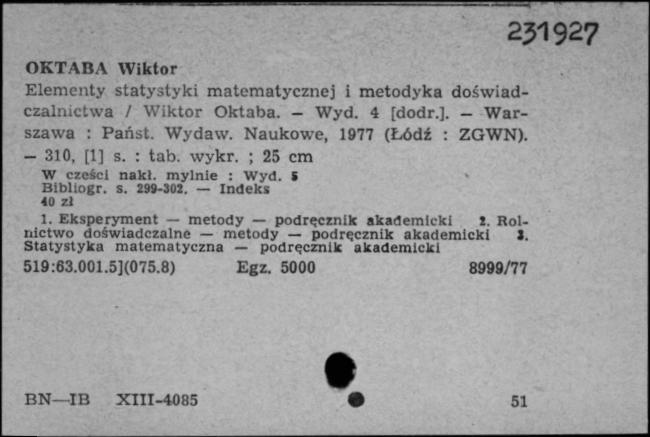 231927
OKTABA Wiktor
Elementy statystyki matematycznej i metodyka doświad-
czalnictwa / Wiktor Oktaba. — Wyd. 4 [dodr.]. — War-
szawa : Państ. Wydaw. Naukowe, 1977 (Łódź : ZGWN).
— 310, [1] s. : tab. wykr. ; 25 cm
W cześci nakł. mylnie : Wyd. 5
Bibliogr. s. 299-302. — Indeks
40 zł
1. Eksperyment — metody — podręcznik akademicki 2. Rol-
nictwo doświadczalne — metody — podręcznik akademicki 3.
Statystyka matematyczna — podręcznik akademicki
519:63.001.5](075.8) Egz. 5000 8999/77
BN—IB XIII-4085 51